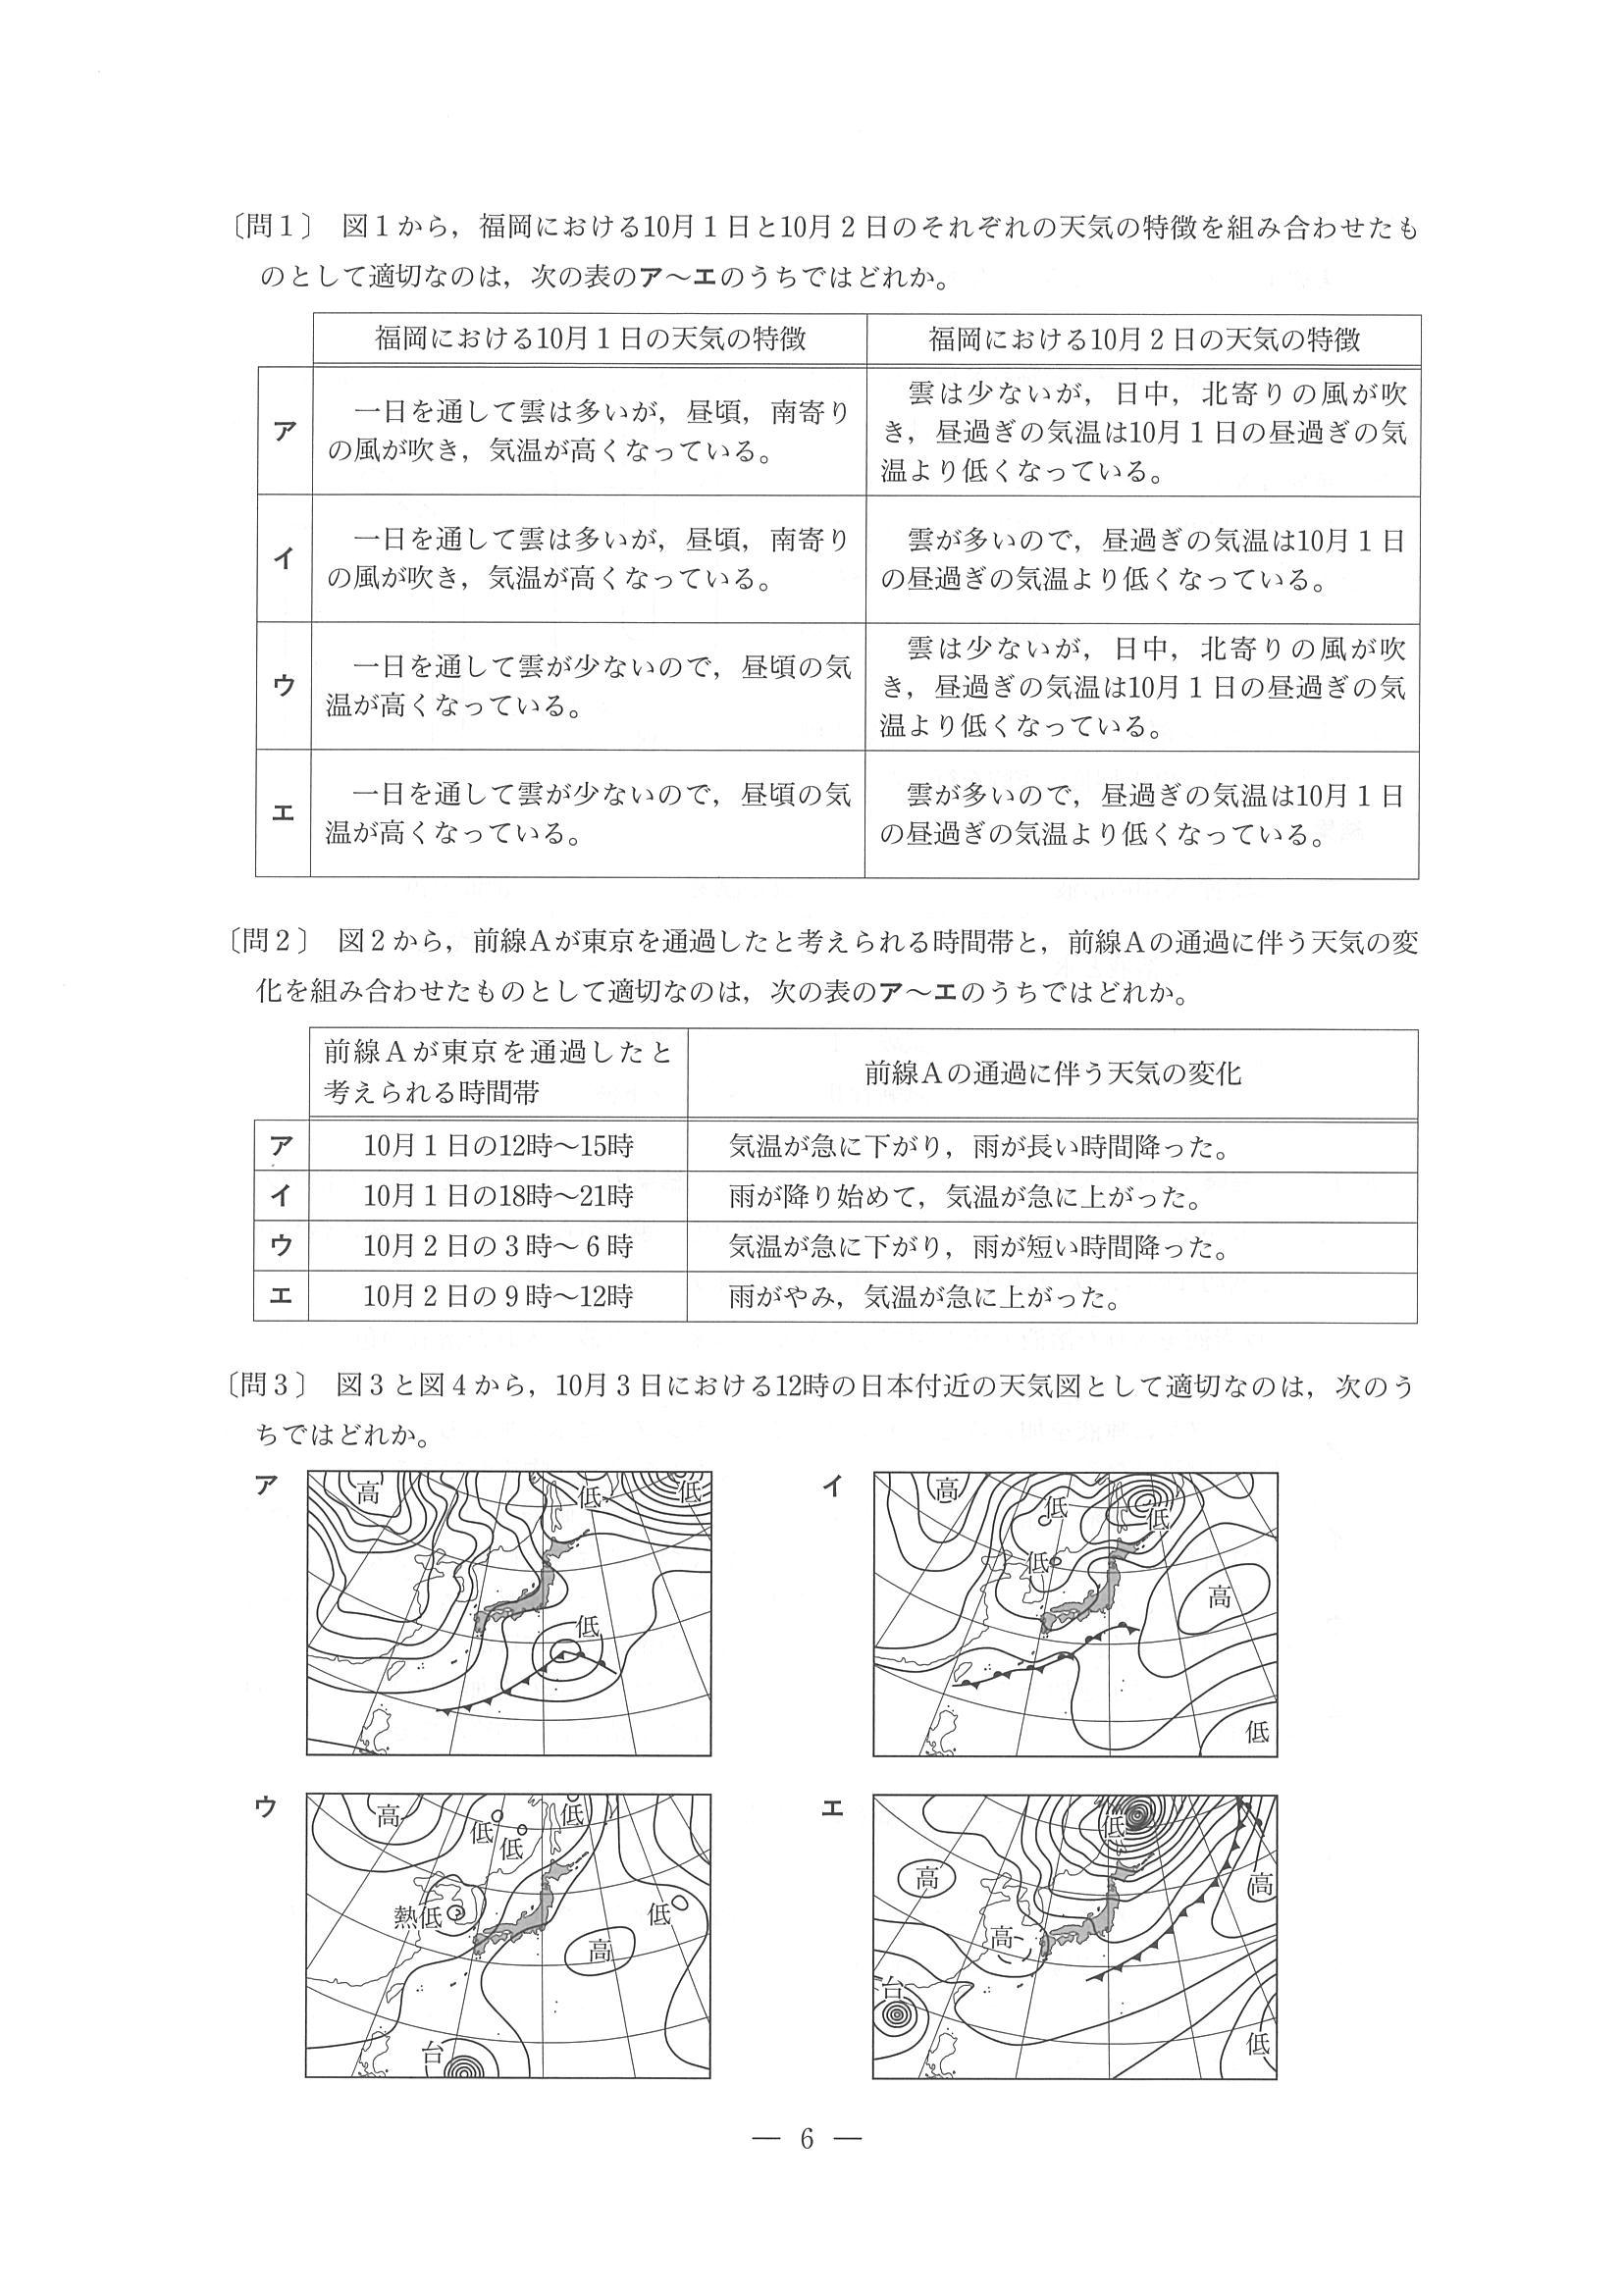 〔問１〕 図１から，福岡における10月１日と10月２日のそれぞれの天気の特徴を組み合わせたも
のとして適切なのは，次の表のア～エのうちではどれか。
福岡における10月１日の天気の特徴
福岡における10月２日の天気の特徴
ア
一日を通して雲は多いが，昼頃，南寄り
の風が吹き，気温が高くなっている。
雲は少ないが，日中，北寄りの風が吹
き，昼過ぎの気温は10月１日の昼過ぎの気
温より低くなっている。
イ
一日を通して雲は多いが，昼頃，南寄り
の風が吹き，気温が高くなっている。
雲が多いので，昼過ぎの気温は10月１日
の昼過ぎの気温より低くなっている。
ウ
一日を通して雲が少ないので，昼頃の気
温が高くなっている。
雲は少ないが，日中，北寄りの風が吹
き，昼過ぎの気温は10月１日の昼過ぎの気
温より低くなっている。
エ
一日を通して雲が少ないので，昼頃の気
温が高くなっている。
雲が多いので，昼過ぎの気温は10月１日
の昼過ぎの気温より低くなっている。
〔問２〕 図２から，前線Ａが東京を通過したと考えられる時間帯と，前線Ａの通過に伴う天気の変
化を組み合わせたものとして適切なのは，次の表のア～エのうちではどれか。
前線Ａが東京を通過したと
考えられる時間帯
前線Ａの通過に伴う天気の変化
ア
10月１日の12時～15時
気温が急に下がり，雨が長い時間降った。
イ
10月１日の18時～21時
雨が降り始めて，気温が急に上がった。
ウ
10月２日の３時～６時
気温が急に下がり，雨が短い時間降った。
エ
10月２日の９時～12時
雨がやみ，気温が急に上がった。
〔問３〕 図３と図４から，10月３日における12時の日本付近の天気図として適切なのは，次のう
ちではどれか。
ア
高
低
低
低
イ
高
低
低
低
高
低
ウ
高
低
低
低
熱低
低
高
台
エ
低
高
高
高
台
低
― 6 ―